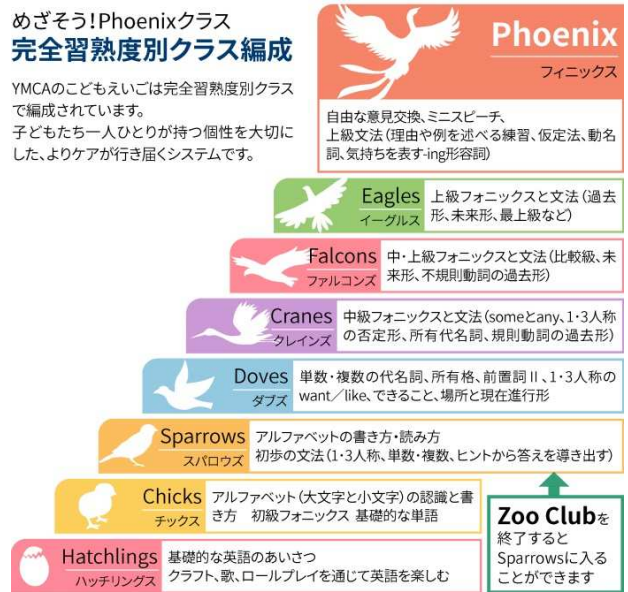 めざそう!Phoenixクラス
完全習熟度別クラス編成
YMCAのこどもえいごは完全習熟度別クラス
で編成されています。
子どもたち一人ひとりが持つ個性を大切に
した、よりケアが行き届くシステムです。
Phoenix
フィニックス
自由な意見交換、ミニスピーチ、
上級文法(理由や例を述べる練習、仮定法、動名
詞、気持ちを表す-ing形容詞)
Eagles
イーグルス
上級フォニックスと文法(過去
形、未来形、最上級など)
Falcons
ファルコンズ
中・上級フォニックスと文法(比較級、未
来形、不規則動詞の過去形)
Cranes
クレインズ
中級フォニックスと文法(someとany、1・3人称
の否定形、所有代名詞、規則動詞の過去形)
Doves
ダブズ
単数・複数の代名詞、所有格、前置詞Ⅱ、1・3人称の
want/like、できること、場所と現在進行形
Sparrows
スパロウズ
アルファベットの書き方・読み方
初歩の文法(1・3人称、単数・複数、ヒントから答えを導き出す)
Chicks
チックス
アルファベット(大文字と小文字)の認識と書
き方 初級フォニックス 基礎的な単語
Hatchlings
ハッチリングス
基礎的な英語のあいさつ
クラフト、歌、ロールプレイを通じて英語を楽しむ
Zoo Clubを
終了すると
Sparrowsに入る
ことができます